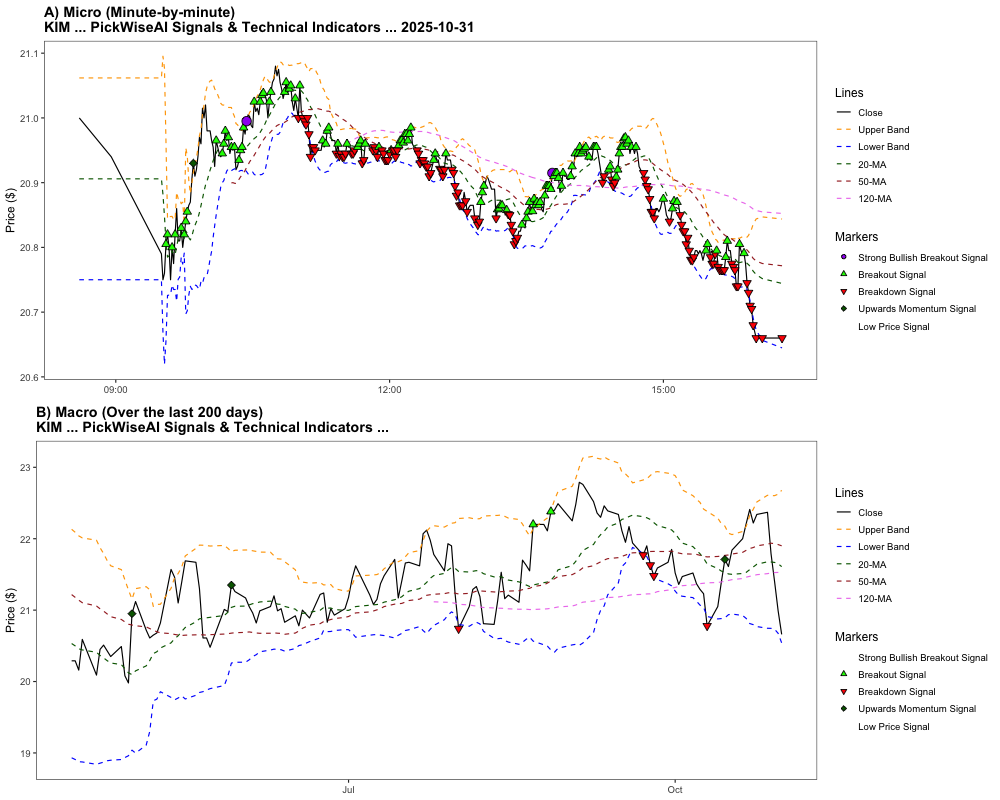 A) Micro (Minute-by-minute)
KIM ... PickWiseAI Signals & Technical Indicators ... 2025-10-31
21.1
21.0
20.9
20.8
20.7
20.6
Price ($)
09:00
12:00
15:00
Lines
Close
Upper Band
Lower Band
20-MA
50-MA
120-MA
Markers
Strong Bullish Breakout Signal
Breakout Signal
Breakdown Signal
Upwards Momentum Signal
Low Price Signal
B) Macro (Over the last 200 days)
KIM ... PickWiseAI Signals & Technical Indicators ...
23
22
21
20
19
Price ($)
Jul
Oct
Lines
Close
Upper Band
Lower Band
20-MA
50-MA
120-MA
Markers
Strong Bullish Breakout Signal
Breakout Signal
Breakdown Signal
Upwards Momentum Signal
Low Price Signal